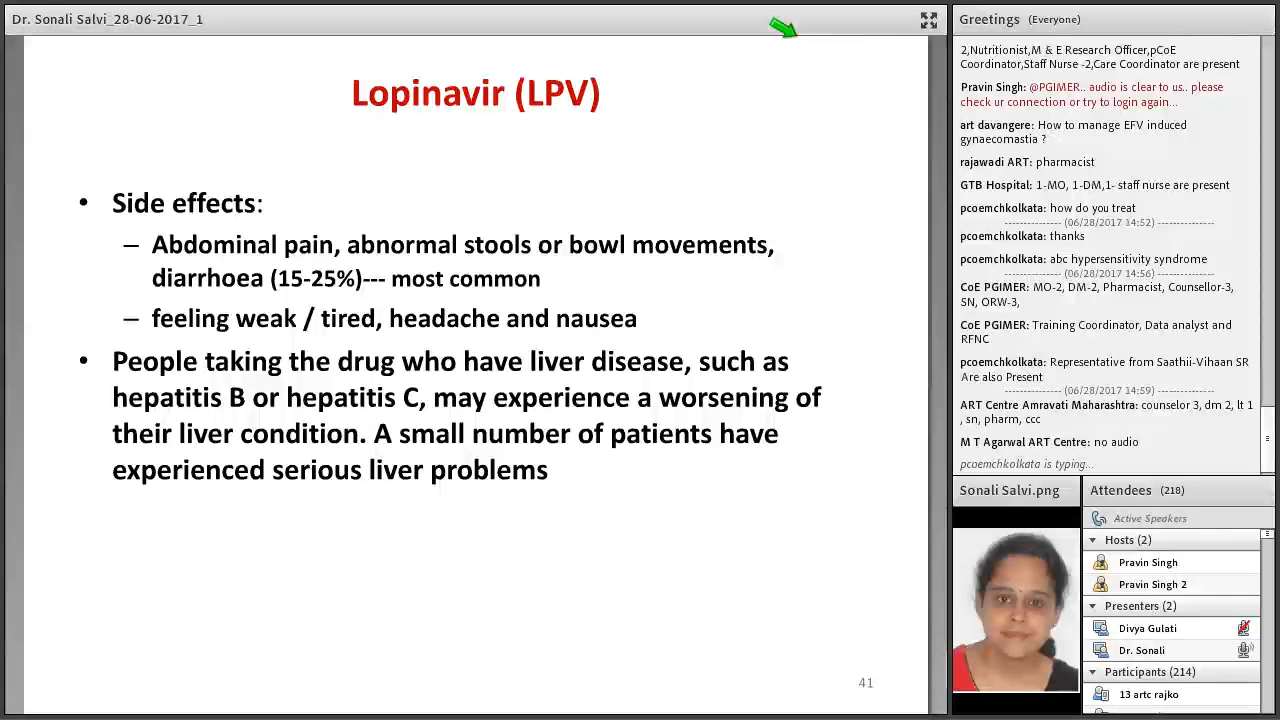 Dr. Sonali Salvi_28-06-2017_1
Lopinavir (LPV)
• Side effects:
– Abdominal pain, abnormal stools or bowl movements,
diarrhoea (15-25%)--- most common
– feeling weak / tired, headache and nausea
• People taking the drug who have liver disease, such as
hepatitis B or hepatitis C, may experience a worsening of
their liver condition. A small number of patients have
experienced serious liver problems
41
Greetings (Everyone)
2,Nutritionist,M & E Research Officer,pCoE
Coordinator,Staff Nurse -2,Care Coordinator are present
Pravin Singh: @PGIMER.. audio is clear to us.. please
check ur connection or try to login again...
art davangere: How to manage EFV induced
gynaecomastia ?
rajawadi ART: pharmacist
GTB Hospital: 1-MO, 1-DM,1- staff nurse are present
pcoemchkolkata: how do you treat
--------------- (06/28/2017 14:52) ---------------
pcoemchkolkata: thanks
pcoemchkolkata: abc hypersensitivity syndrome
--------------- (06/28/2017 14:56) ---------------
CoE PGIMER: MO-2, DM-2, Pharmacist, Counsellor-3,
SN, ORW-3,
CoE PGIMER: Training Coordinator, Data analyst and
RFNC
pcoemchkolkata: Representative from Saathii-Vihaan SR
Are also Present
--------------- (06/28/2017 14:59) ---------------
ART Centre Amravati Maharashtra: counselor 3, dm 2, lt 1
, sn, pharm, ccc
M T Agarwal ART Centre: no audio
pcoemchkolkata is typing...
Sonali Salvi.png
Attendees (218)
Active Speakers
Hosts (2)
Pravin Singh
Pravin Singh 2
Presenters (2)
Divya Gulati
Dr. Sonali
Participants (214)
13 artc rajko